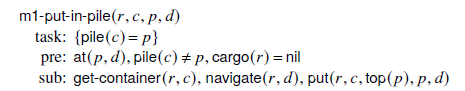 m1-put-in-pile(r, c, p, d)
task: {pile(c) = p}
pre: at(p, d), pile(c) ≠ p, cargo(r) = nil
sub: get-container(r, c), navigate(r, d), put(r, c, top(p), p, d)